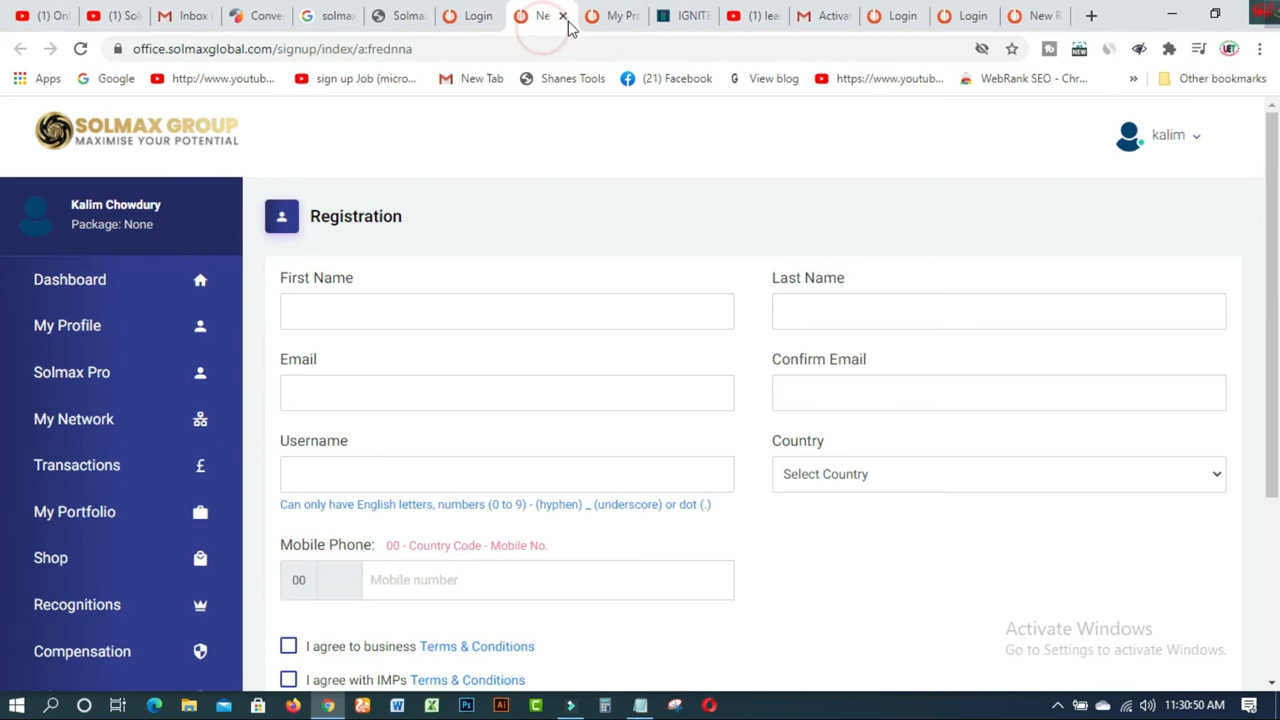 (1) Onl
(1) Sol
Inbox (
Conve
solma
Solma
Login
Ne
My Pro
IGNITE
(1) lea
Activa
Login
Login
New R
office.solmaxglobal.com/signup/index/a:frednna
Apps
Google
http://www.youtub...
sign up Job (micro...
New Tab
Shanes Tools
(21) Facebook
View blog
https://www.youtub...
WebRank SEO - Chr...
»
Other bookmarks
SOLMAX GROUP
MAXIMISE YOUR POTENTIAL
kalim
Kalim Chowdury
Package: None
Dashboard
My Profile
Solmax Pro
My Network
Transactions
My Portfolio
Shop
Recognitions
Compensation
Registration
First Name
Last Name
Email
Confirm Email
Username
Country
Select Country
Can only have English letters, numbers (0 to 9) - (hyphen) _ (underscore) or dot (.)
Mobile Phone: 00 - Country Code - Mobile No.
00
Mobile number
I agree to business Terms & Conditions
I agree with IMPs Terms & Conditions
Activate Windows
Go to Settings to activate Windows.
11:30:50 AM